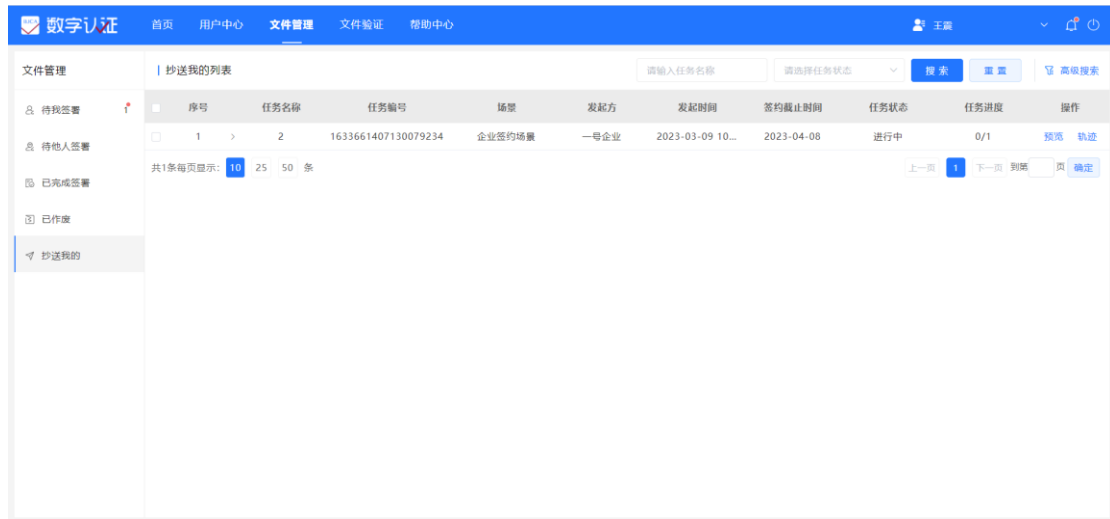 数字认证 首页 用户中心 文件管理 文件验证 帮助中心 王震
文件管理 抄送我的列表 请输入任务名称 请选择任务状态 搜索 重置 高级搜索
待我签署 1 序号 任务名称 任务编号 场景 发起方 发起时间 签约截止时间 任务状态 任务进度 操作
1 > 2 1633661407130079234 企业签约场景 一号企业 2023-03-09 10... 2023-04-08 进行中 0/1 预览 轨迹
待他人签署
共1条每页显示: 10 25 50 条 上一页 1 下一页 到第 页 确定
已完成签署
已作废
抄送我的